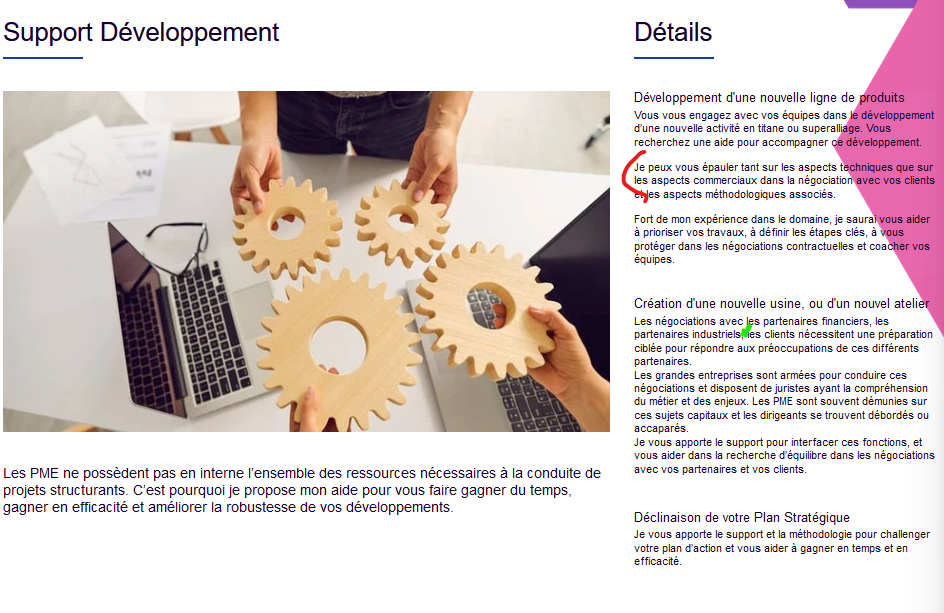 Support Développement
Les PME ne possèdent pas en interne l'ensemble des ressources nécessaires à la conduite de
projets structurants. C'est pourquoi je propose mon aide pour vous faire gagner du temps,
gagner en efficacité et améliorer la robustesse de vos développements.
Détails
Développement d'une nouvelle ligne de produits
Vous vous engagez avec vos équipes dans le développement
d'une nouvelle activité en titane ou superalliage. Vous
recherchez une aide pour accompagner ce développement.
Je peux vous épauler tant sur les aspects techniques que sur
les aspects commerciaux dans la négociation avec vos clients
et les aspects méthodologiques associés.
Fort de mon expérience dans le domaine, je saurai vous aider
à prioriser vos travaux, à définir les étapes clés, à vous
protéger dans les négociations contractuelles et coacher vos
équipes.
Création d'une nouvelle usine, ou d'un nouvel atelier
Les négociations avec les partenaires financiers, les
partenaires industriels, les clients nécessitent une préparation
ciblée pour répondre aux préoccupations de ces différents
partenaires.
Les grandes entreprises sont armées pour conduire ces
négociations et disposent de juristes ayant la compréhension
du métier et des enjeux. Les PME sont souvent démunies sur
ces sujets capitaux et les dirigeants se trouvent débordés ou
accaparés.
Je vous apporte le support pour interfacer ces fonctions, et
vous aider dans la recherche d'équilibre dans les négociations
avec vos partenaires et vos clients.
Déclinaison de votre Plan Stratégique
Je vous apporte le support et la méthodologie pour challenger
votre plan d'action et vous aider à gagner en temps et en
efficacité.